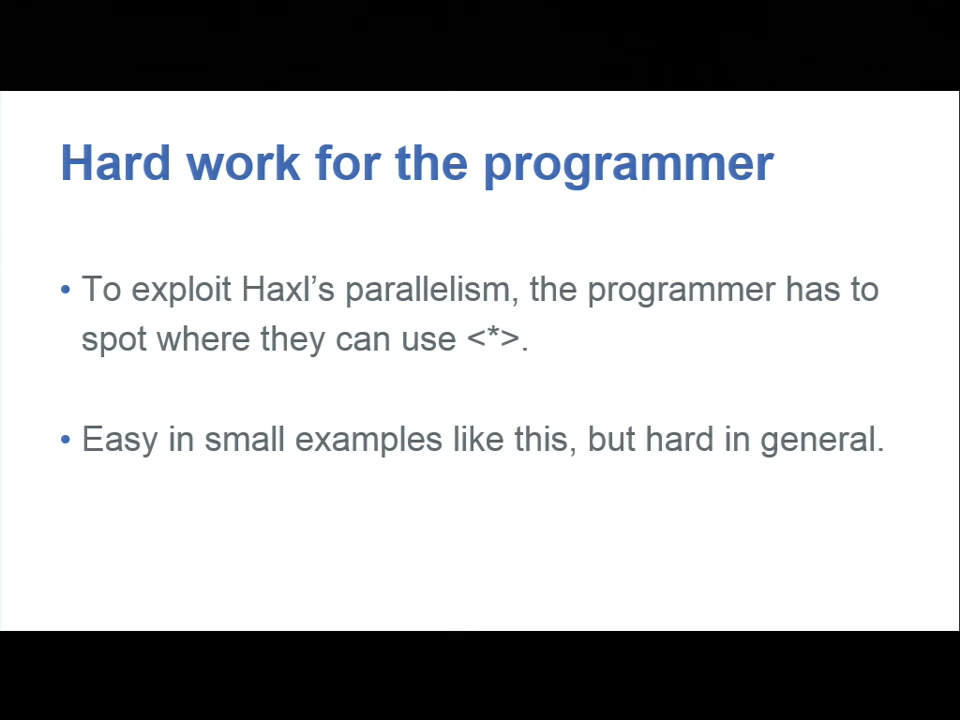 Hard work for the programmer
• To exploit Haxl’s parallelism, the programmer has to
spot where they can use <*>.
• Easy in small examples like this, but hard in general.